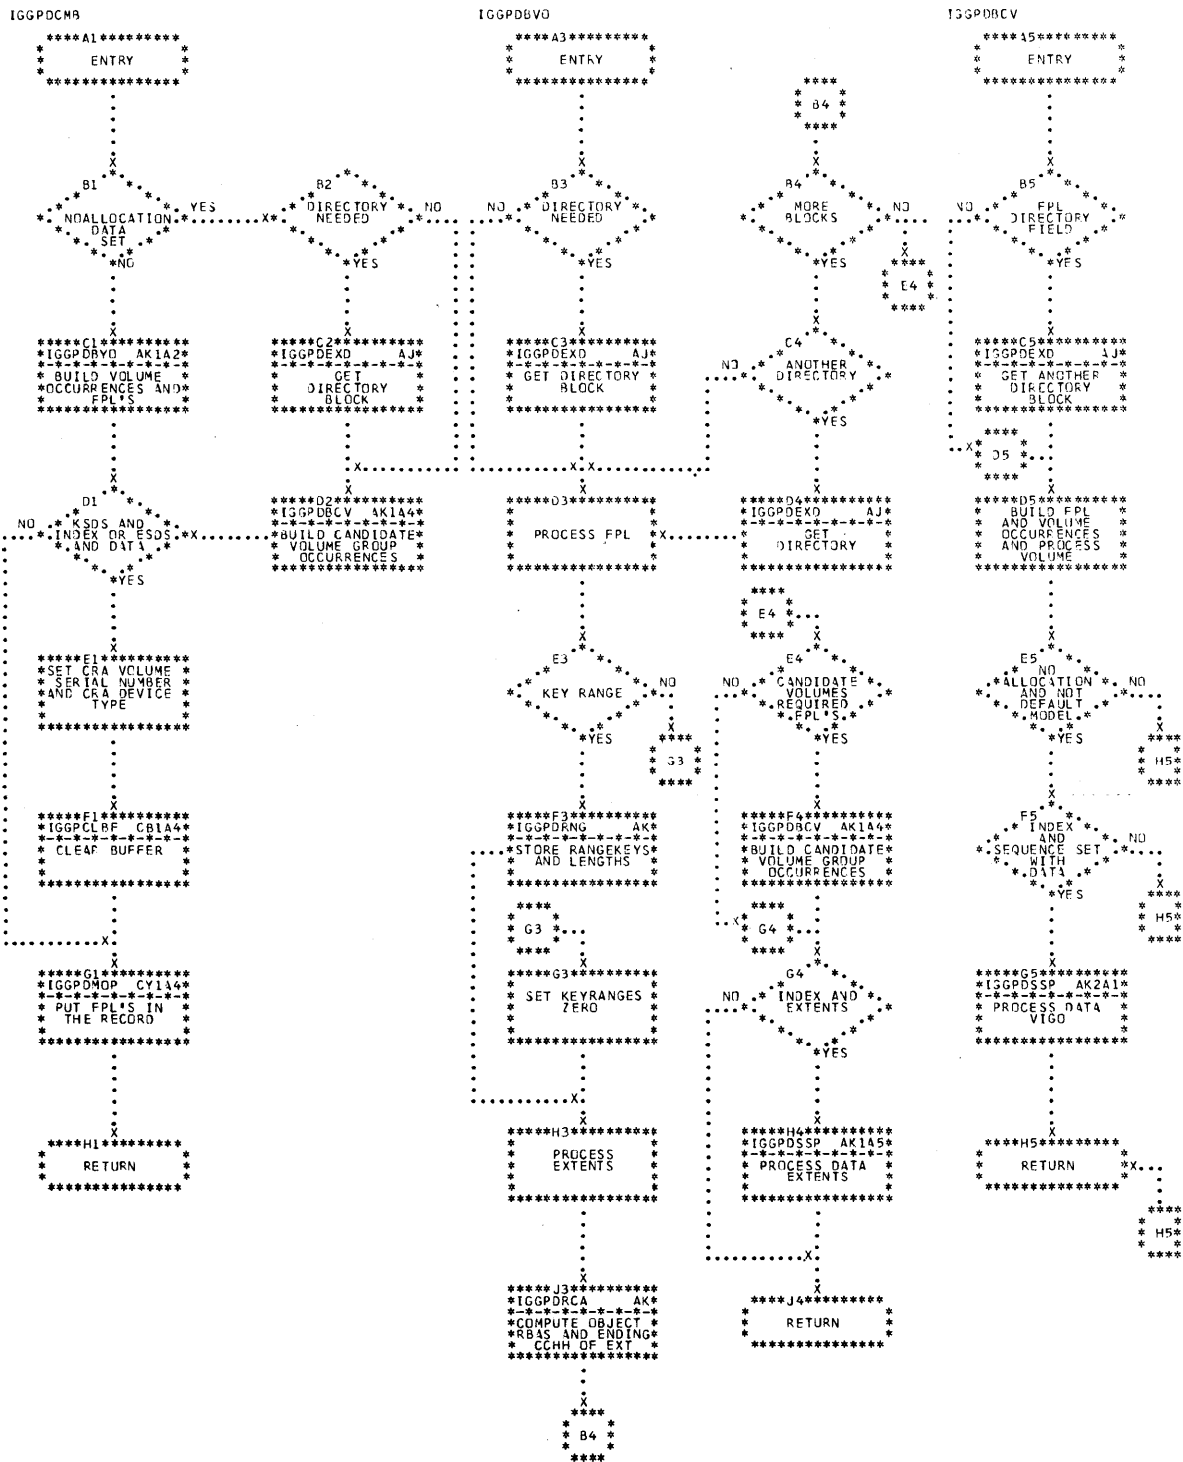 IGGPDCMB
****A1*********
ENTRY
B1
NOALLOCATION
DATA
SET
YES
*NO
*****C1**********
*IGGPDBVO AK1A2*
*-*-*-*-*-*-*-*-*
BUILD VOLUME
*OCCURRENCES AND*
FPL'S
D1
NO
KSDS AND
INDEX OR ESDS
AND DATA
*YES
*****E1**********
*SET CRA VOLUME
SERIAL NUMBER
*AND CRA DEVICE *
TYPE
*****F1**********
*IGGPCLBF CB1A4*
*-*-*-*-*-*-*-*-*
CLEAR BUFFER
*****G1**********
*IGGPDMOP CY1A4*
*-*-*-*-*-*-*-*-*
PUT FPL'S IN
THE RECORD
****H1*********
RETURN
B2
DIRECTORY
NEEDED
NO
*YES
*****C2**********
*IGGPDEXD AJ*
*-*-*-*-*-*-*-*-*
GET
DIRECTORY
BLOCK
*****D2**********
*IGGPDBCV AK1A4*
*-*-*-*-*-*-*-*-*
*BUILD CANDIDATE*
VOLUME GROUP
OCCURRENCES
IGGPDBVO
****A3*********
ENTRY
B3
NO
DIRECTORY
NEEDED
*YES
*****C3**********
*IGGPDEXD AJ*
*-*-*-*-*-*-*-*-*
GET DIRECTORY
BLOCK
*****D3**********
PROCESS FPL
E3
KEY RANGE
NO
*YES
G3
*****F3**********
*IGGPDRNG AK*
*-*-*-*-*-*-*-*-*
STORE RANGEKEYS
AND LENGTHS
G3
*****G3**********
SET KEYRANGES
ZERO
*****H3**********
PROCESS
EXTENTS
*****J3**********
*IGGPDRCA AK*
*-*-*-*-*-*-*-*-*
*COMPUTE OBJECT
*RBAS AND ENDING*
CCHH OF EXT
B4
B4
B4
MORE
BLOCKS
NO
*YES
E4
C4
NO
ANOTHER
DIRECTORY
*YES
*****D4**********
*IGGPDEXD AJ*
*-*-*-*-*-*-*-*-*
GET
DIRECTORY
E4
E4
NO
CANDIDATE
VOLUMES
REQUIRED
FPL'S
*YES
*****F4**********
*IGGPDBCV AK1A4*
*-*-*-*-*-*-*-*-*
*BUILD CANDIDATE*
VOLUME GROUP
OCCURRENCES
G4
G4
NO
INDEX AND
EXTENTS
*YES
*****H4**********
*IGGPDSSP AK1A5*
*-*-*-*-*-*-*-*-*
PROCESS DATA
EXTENTS
****J4*********
RETURN
IGGPDBCV
****A5*********
ENTRY
B5
NO
FPL
DIRECTORY
FIELD
*YES
*****C5**********
*IGGPDEXD AJ*
*-*-*-*-*-*-*-*-*
GET ANOTHER
DIRECTORY
BLOCK
D5
*****D5**********
BUILD FPL
AND VOLUME
OCCURRENCES
AND PROCESS
VOLUME
E5
NO
ALLOCATION
AND NOT
DEFAULT
MODEL
NO
*YES
H5
F5
INDEX
AND
SEQUENCE SET
WITH
DATA
NO
*YES
H5
*****G5**********
*IGGPDSSP AK2A1*
*-*-*-*-*-*-*-*-*
PROCESS DATA
VIGO
****H5*********
RETURN
H5